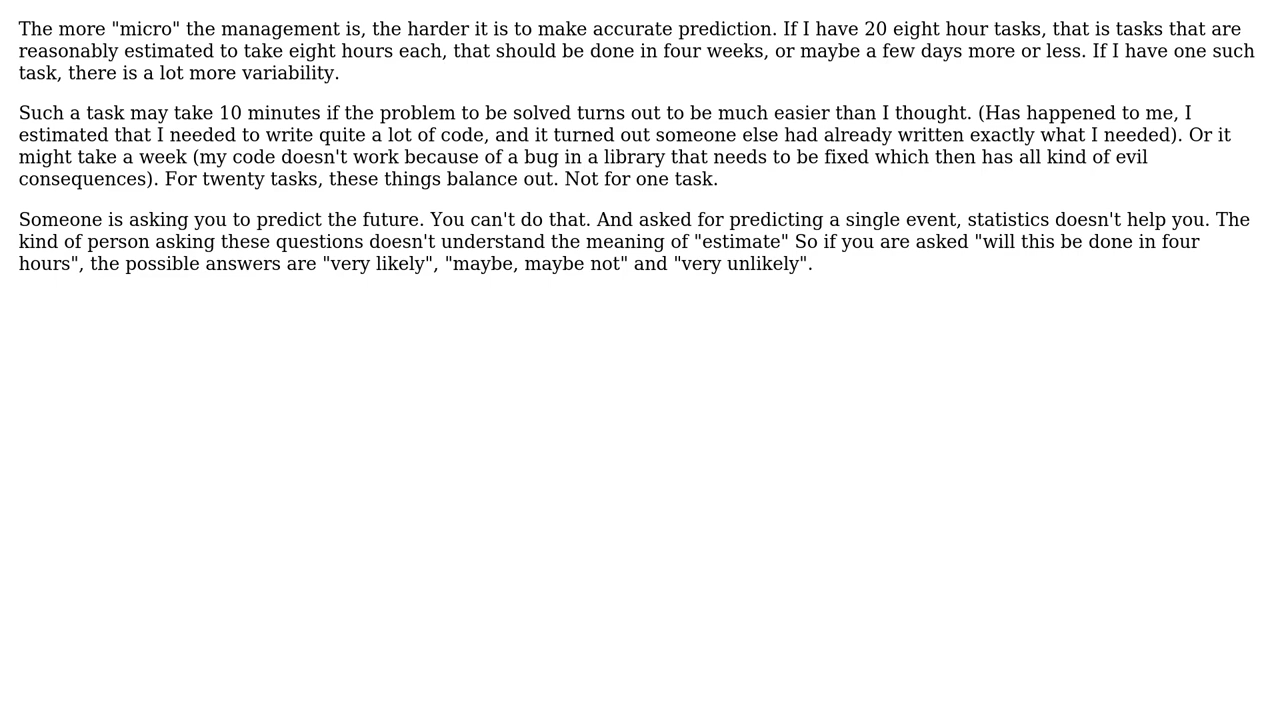 The more "micro" the management is, the harder it is to make accurate prediction. If I have 20 eight hour tasks, that is tasks that are
reasonably estimated to take eight hours each, that should be done in four weeks, or maybe a few days more or less. If I have one such
task, there is a lot more variability.
Such a task may take 10 minutes if the problem to be solved turns out to be much easier than I thought. (Has happened to me, I
estimated that I needed to write quite a lot of code, and it turned out someone else had already written exactly what I needed). Or it
might take a week (my code doesn't work because of a bug in a library that needs to be fixed which then has all kind of evil
consequences). For twenty tasks, these things balance out. Not for one task.
Someone is asking you to predict the future. You can't do that. And asked for predicting a single event, statistics doesn't help you. The
kind of person asking these questions doesn't understand the meaning of "estimate" So if you are asked "will this be done in four
hours", the possible answers are "very likely", "maybe, maybe not" and "very unlikely".